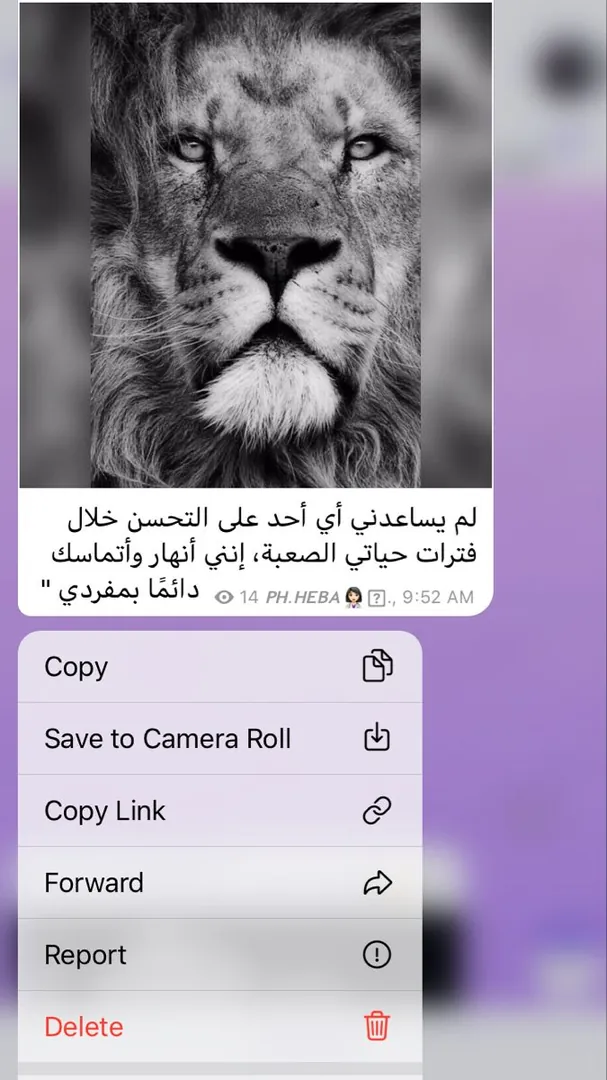 لم يساعدني أي أحد على التحسن خلال
فترات حياتي الصعبة، إنني أنهار وأتماسك
دائمًا بمفردي "
14 PH.HEBA👩🏻‍⚕️?., 9:52 AM
Copy
Save to Camera Roll
Copy Link
Forward
Report
Delete